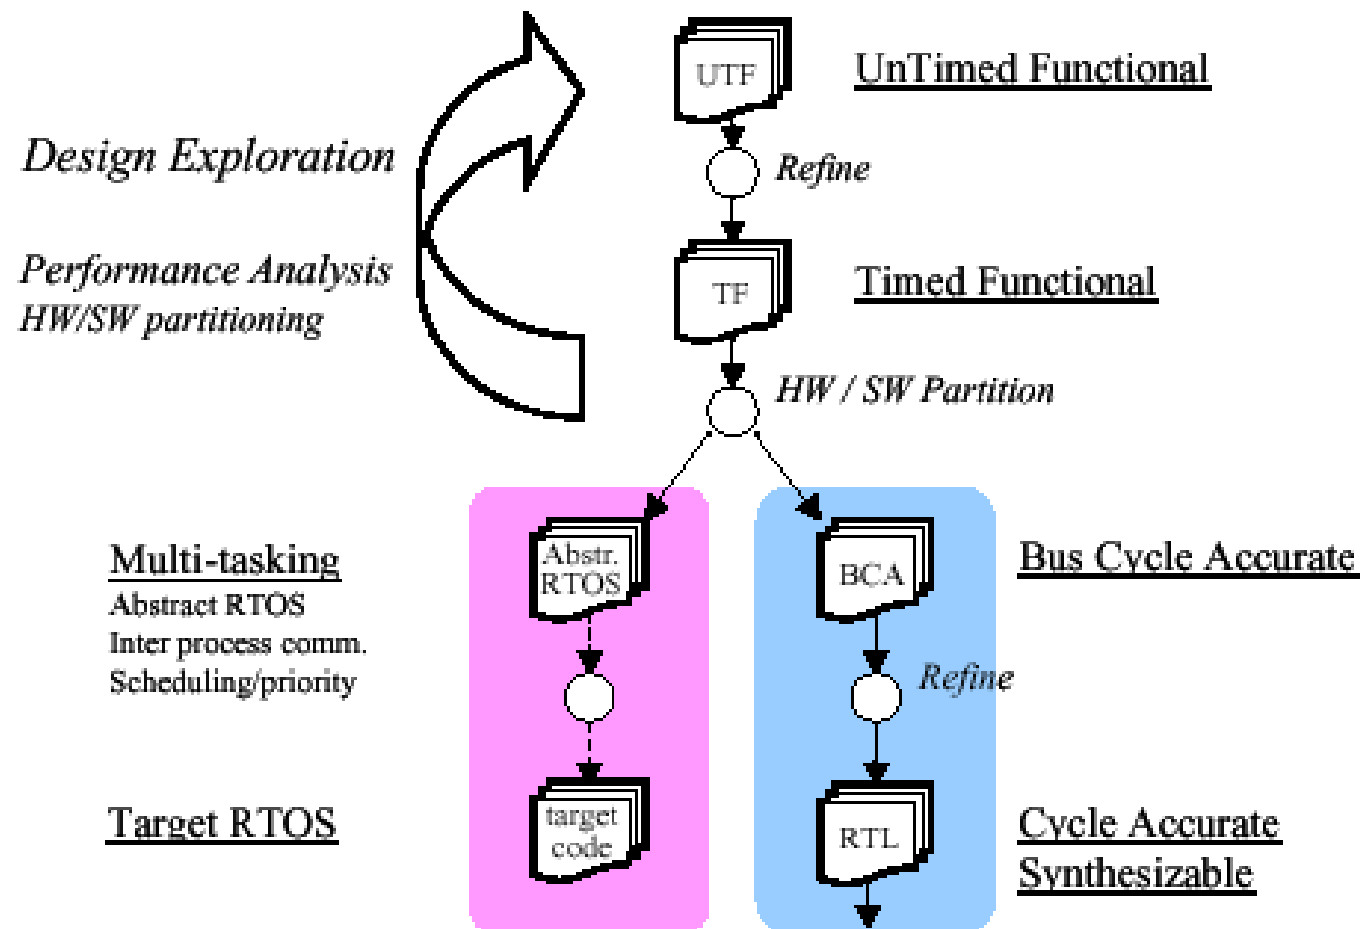 UTF
UnTimed Functional
Design Exploration
Refine
Performance Analysis
HW/SW partitioning
TF
Timed Functional
HW / SW Partition
Multi-tasking
Abstract RTOS
Inter process comm.
Scheduling/priority
Abstr.
RTOS
BCA
Bus Cycle Accurate
Refine
Target RTOS
target
code
RTL
Cycle Accurate
Synthesizable